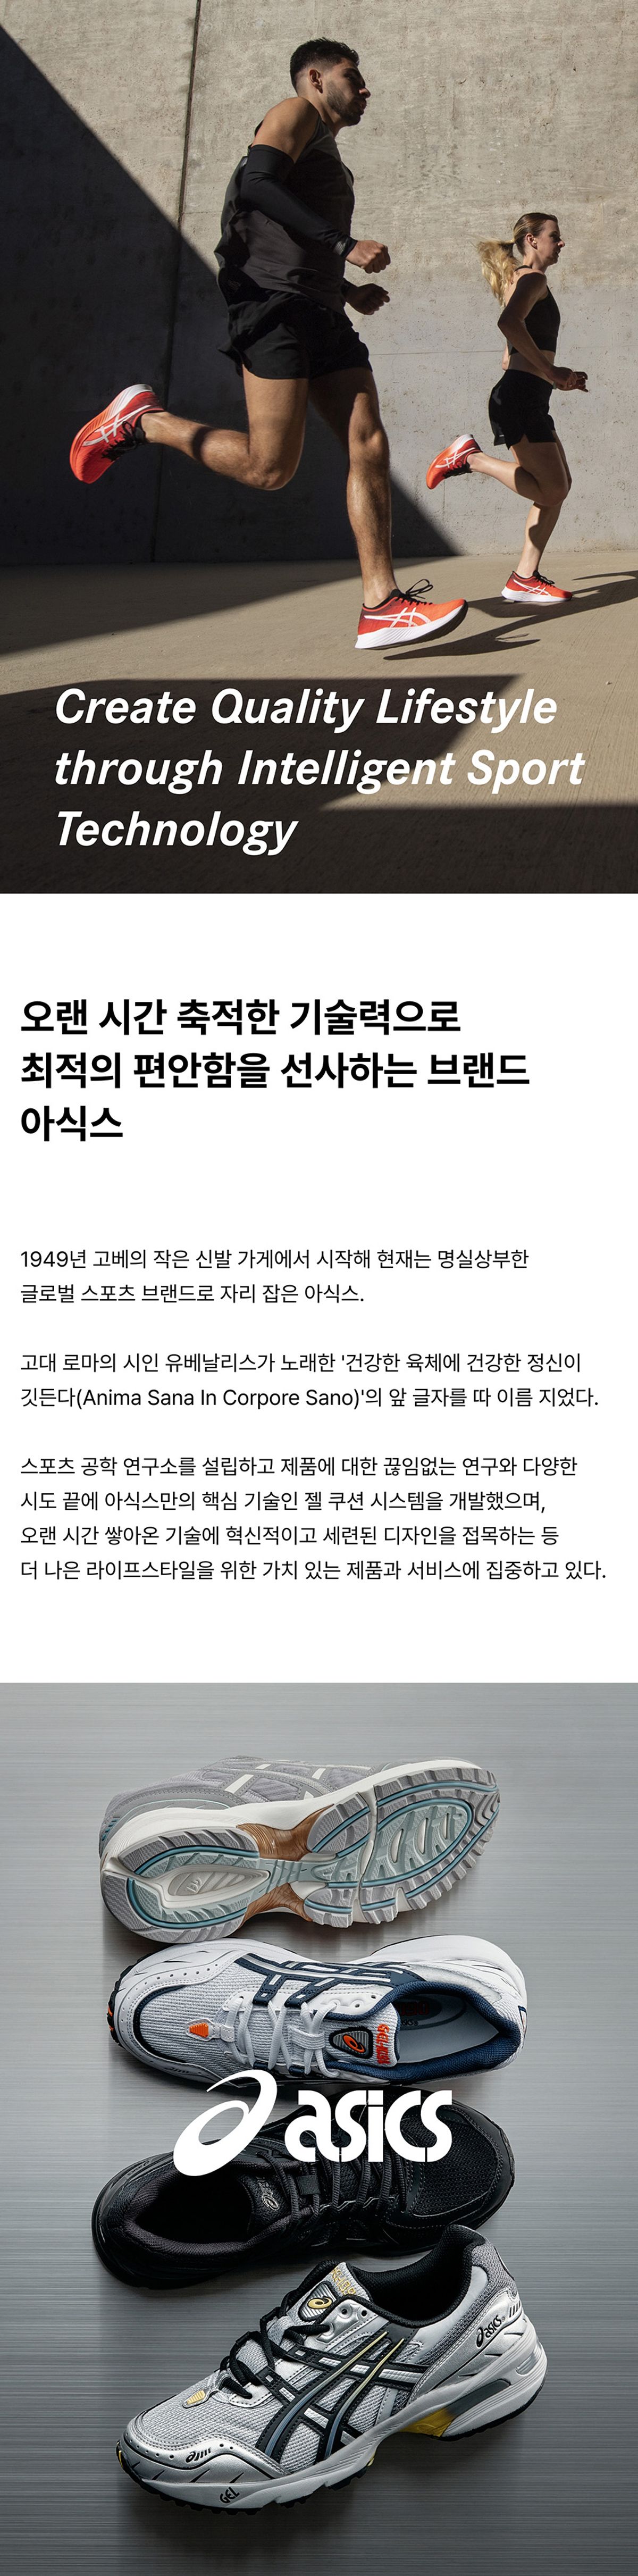 Create Quality Lifestyle
through Intelligent Sport
Technology
오랜 시간 축적한 기술력으로
최적의 편안함을 선사하는 브랜드
아식스
1949년 고베의 작은 신발 가게에서 시작해 현재는 명실상부한
글로벌 스포츠 브랜드로 자리 잡은 아식스.
고대 로마의 시인 유베날리스가 노래한 '건강한 육체에 건강한 정신이
깃든다(Anima Sana In Corpore Sano)'의 앞 글자를 따 이름 지었다.
스포츠 공학 연구소를 설립하고 제품에 대한 끊임없는 연구와 다양한
시도 끝에 아식스만의 핵심 기술인 젤 쿠션 시스템을 개발했으며,
오랜 시간 쌓아온 기술에 혁신적이고 세련된 디자인을 접목하는 등
더 나은 라이프스타일을 위한 가치 있는 제품과 서비스에 집중하고 있다.
asics
asics
GEL